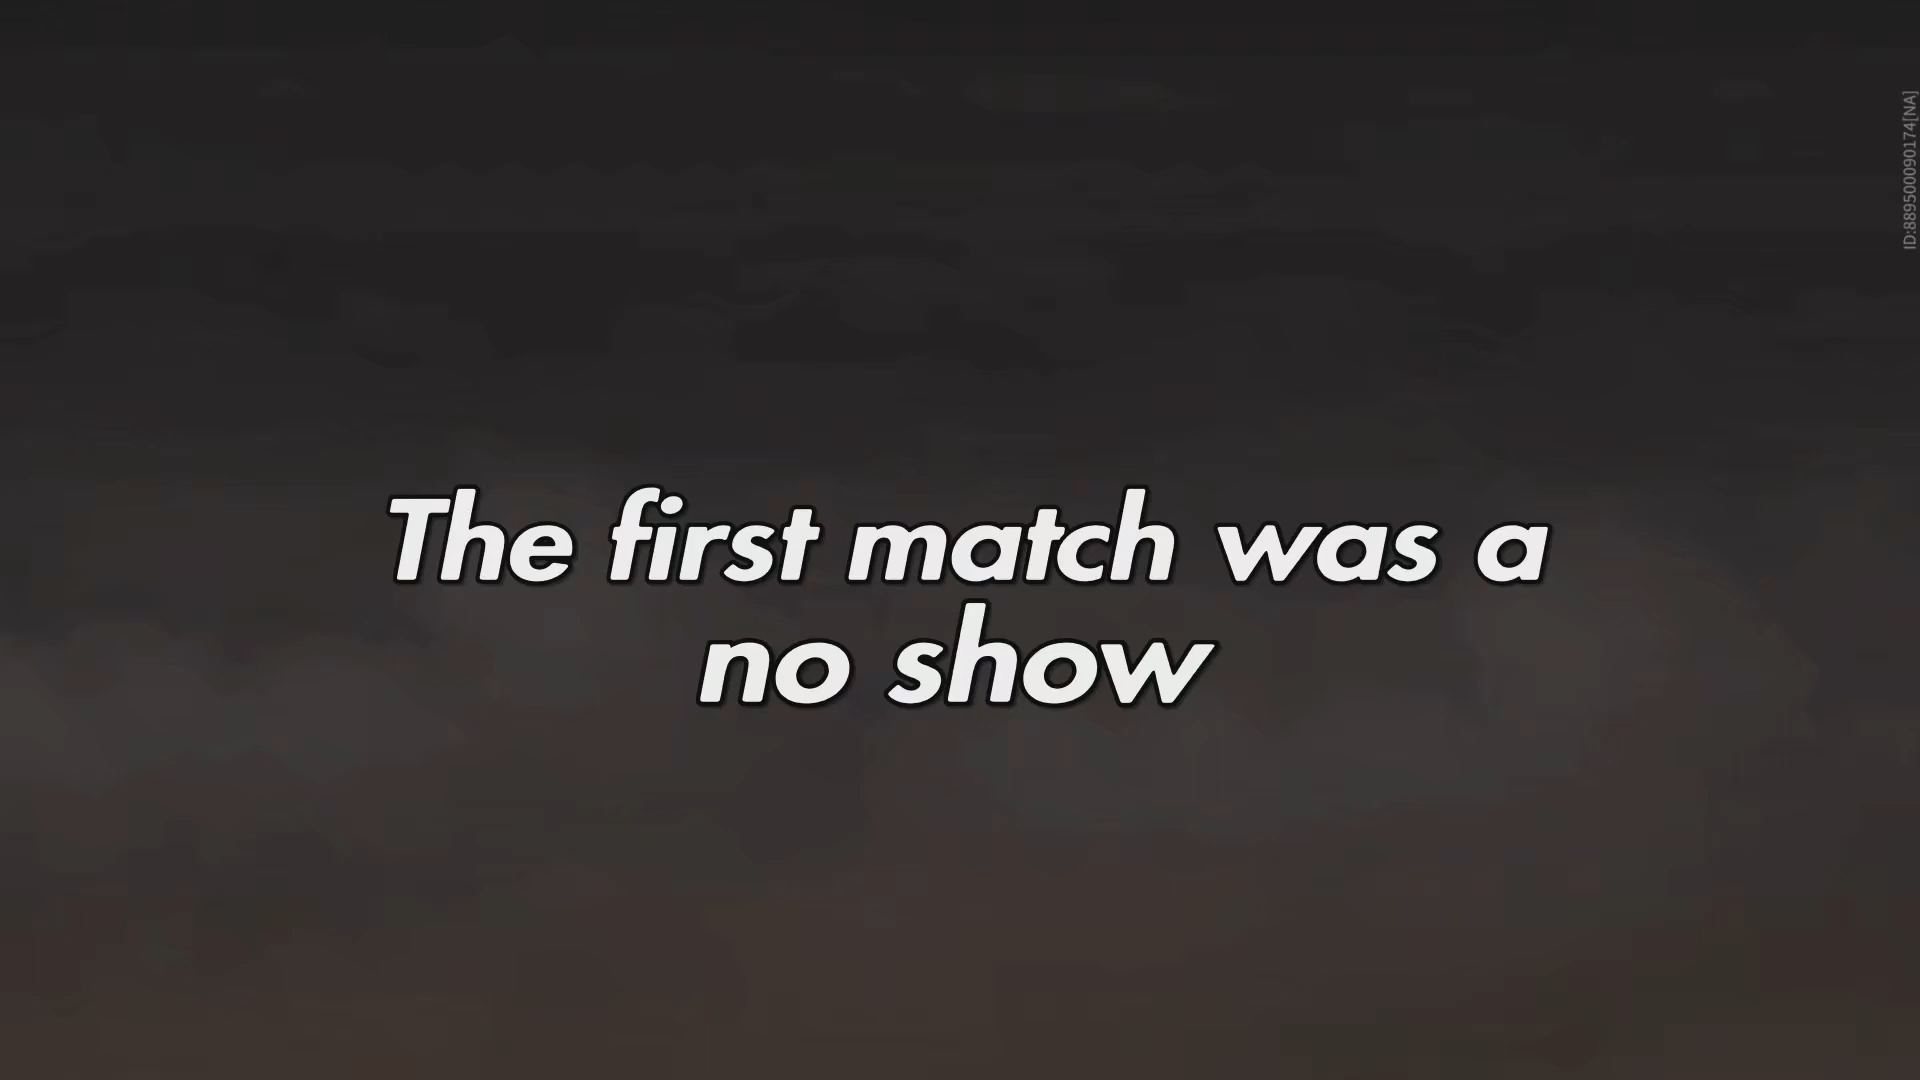 The first match was a
no show
ID:889500090174[NA]